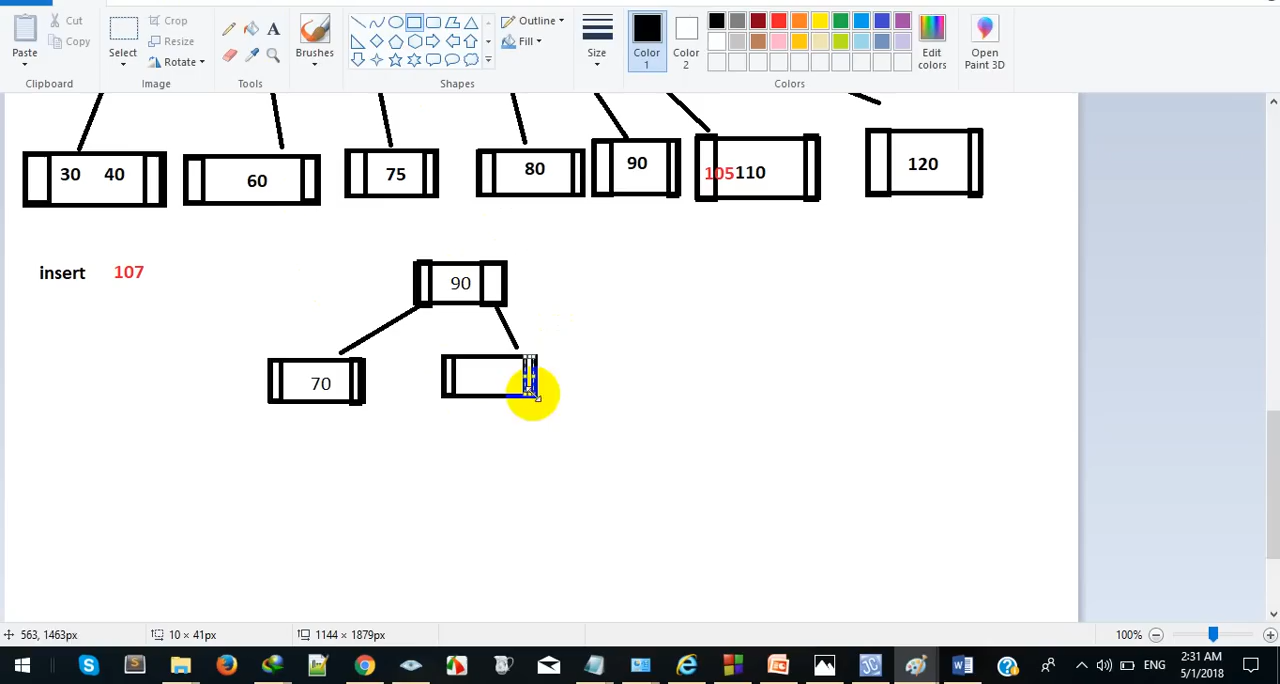 Cut
Copy
Paste
Clipboard
Select
Crop
Resize
Rotate
Image
A
Tools
Brushes
Outline
Fill
Shapes
Size
Color 1
Color 2
Edit colors
Colors
Open Paint 3D
30 40
60
75
80
90
105110
120
insert 107
90
70
563, 1463px
10 × 41px
1144 × 1879px
100%
S
S
JC
W
ENG
2:31 AM
5/1/2018